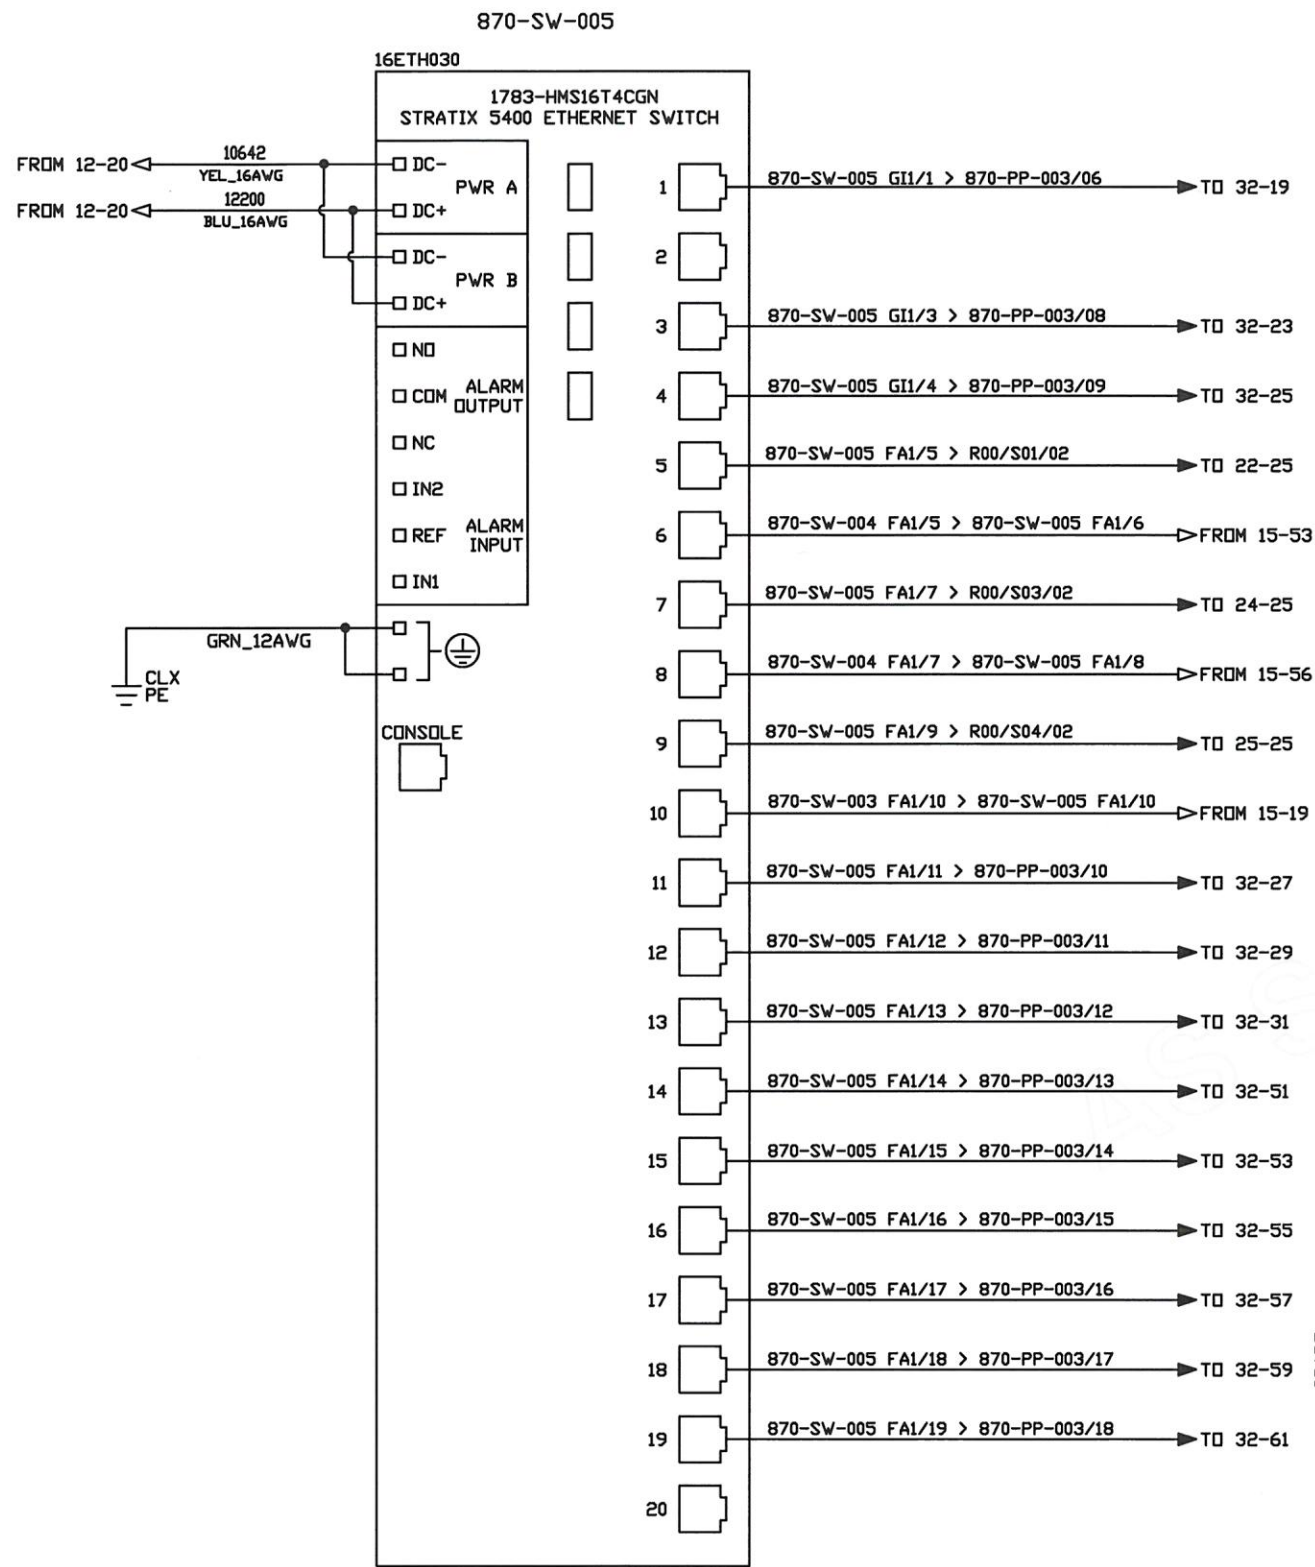 870-SW-005
16ETH030
1783-HMS16T4CGN
STRATIX 5400 ETHERNET SWITCH
FROM 12-20
10642
YEL_16AWG
DC-
PWR A
FROM 12-20
12200
BLU_16AWG
DC+
DC-
PWR B
DC+
NO
COM
ALARM
OUTPUT
NC
IN2
REF
ALARM
INPUT
IN1
GRN_12AWG
CLX
PE
CONSOLE
1
870-SW-005 GI1/1 > 870-PP-003/06
TO 32-19
2
3
870-SW-005 GI1/3 > 870-PP-003/08
TO 32-23
4
870-SW-005 GI1/4 > 870-PP-003/09
TO 32-25
5
870-SW-005 FA1/5 > R00/S01/02
TO 22-25
6
870-SW-004 FA1/5 > 870-SW-005 FA1/6
FROM 15-53
7
870-SW-005 FA1/7 > R00/S03/02
TO 24-25
8
870-SW-004 FA1/7 > 870-SW-005 FA1/8
FROM 15-56
9
870-SW-005 FA1/9 > R00/S04/02
TO 25-25
10
870-SW-003 FA1/10 > 870-SW-005 FA1/10
FROM 15-19
11
870-SW-005 FA1/11 > 870-PP-003/10
TO 32-27
12
870-SW-005 FA1/12 > 870-PP-003/11
TO 32-29
13
870-SW-005 FA1/13 > 870-PP-003/12
TO 32-31
14
870-SW-005 FA1/14 > 870-PP-003/13
TO 32-51
15
870-SW-005 FA1/15 > 870-PP-003/14
TO 32-53
16
870-SW-005 FA1/16 > 870-PP-003/15
TO 32-55
17
870-SW-005 FA1/17 > 870-PP-003/16
TO 32-57
18
870-SW-005 FA1/18 > 870-PP-003/17
TO 32-59
19
870-SW-005 FA1/19 > 870-PP-003/18
TO 32-61
20